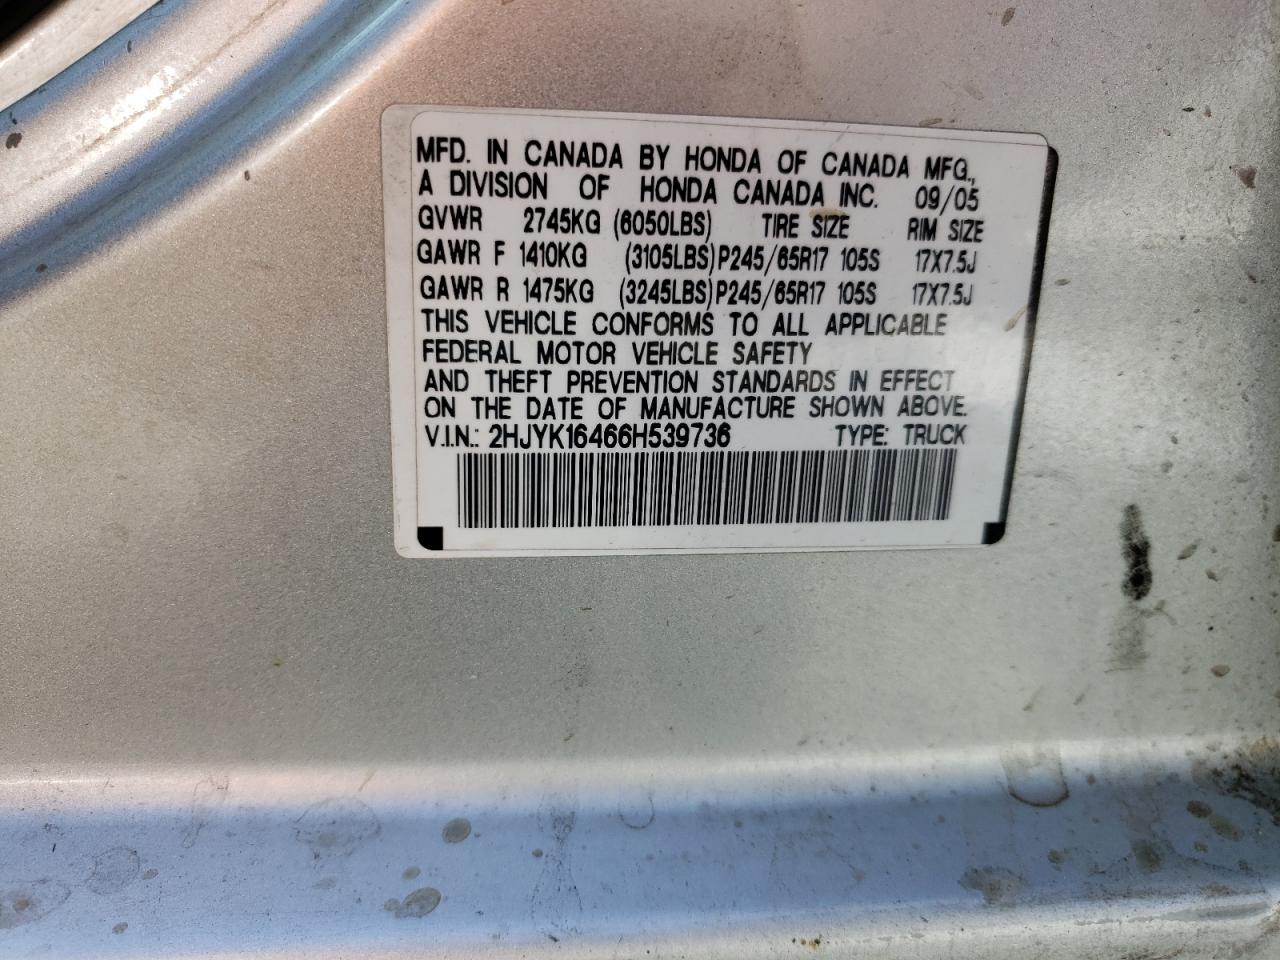 MFD. IN CANADA BY HONDA OF CANADA MFG.,
A DIVISION OF HONDA CANADA INC. 09/05
GVWR 2745KG (6050LBS) TIRE SIZE RIM SIZE
GAWR F 1410KG (3105LBS) P245/65R17 105S 17X7.5J
GAWR R 1475KG (3245LBS) P245/65R17 105S 17X7.5J
THIS VEHICLE CONFORMS TO ALL APPLICABLE
FEDERAL MOTOR VEHICLE SAFETY
AND THEFT PREVENTION STANDARDS IN EFFECT
ON THE DATE OF MANUFACTURE SHOWN ABOVE.
V.I.N.: 2HJYK16466H539736 TYPE: TRUCK